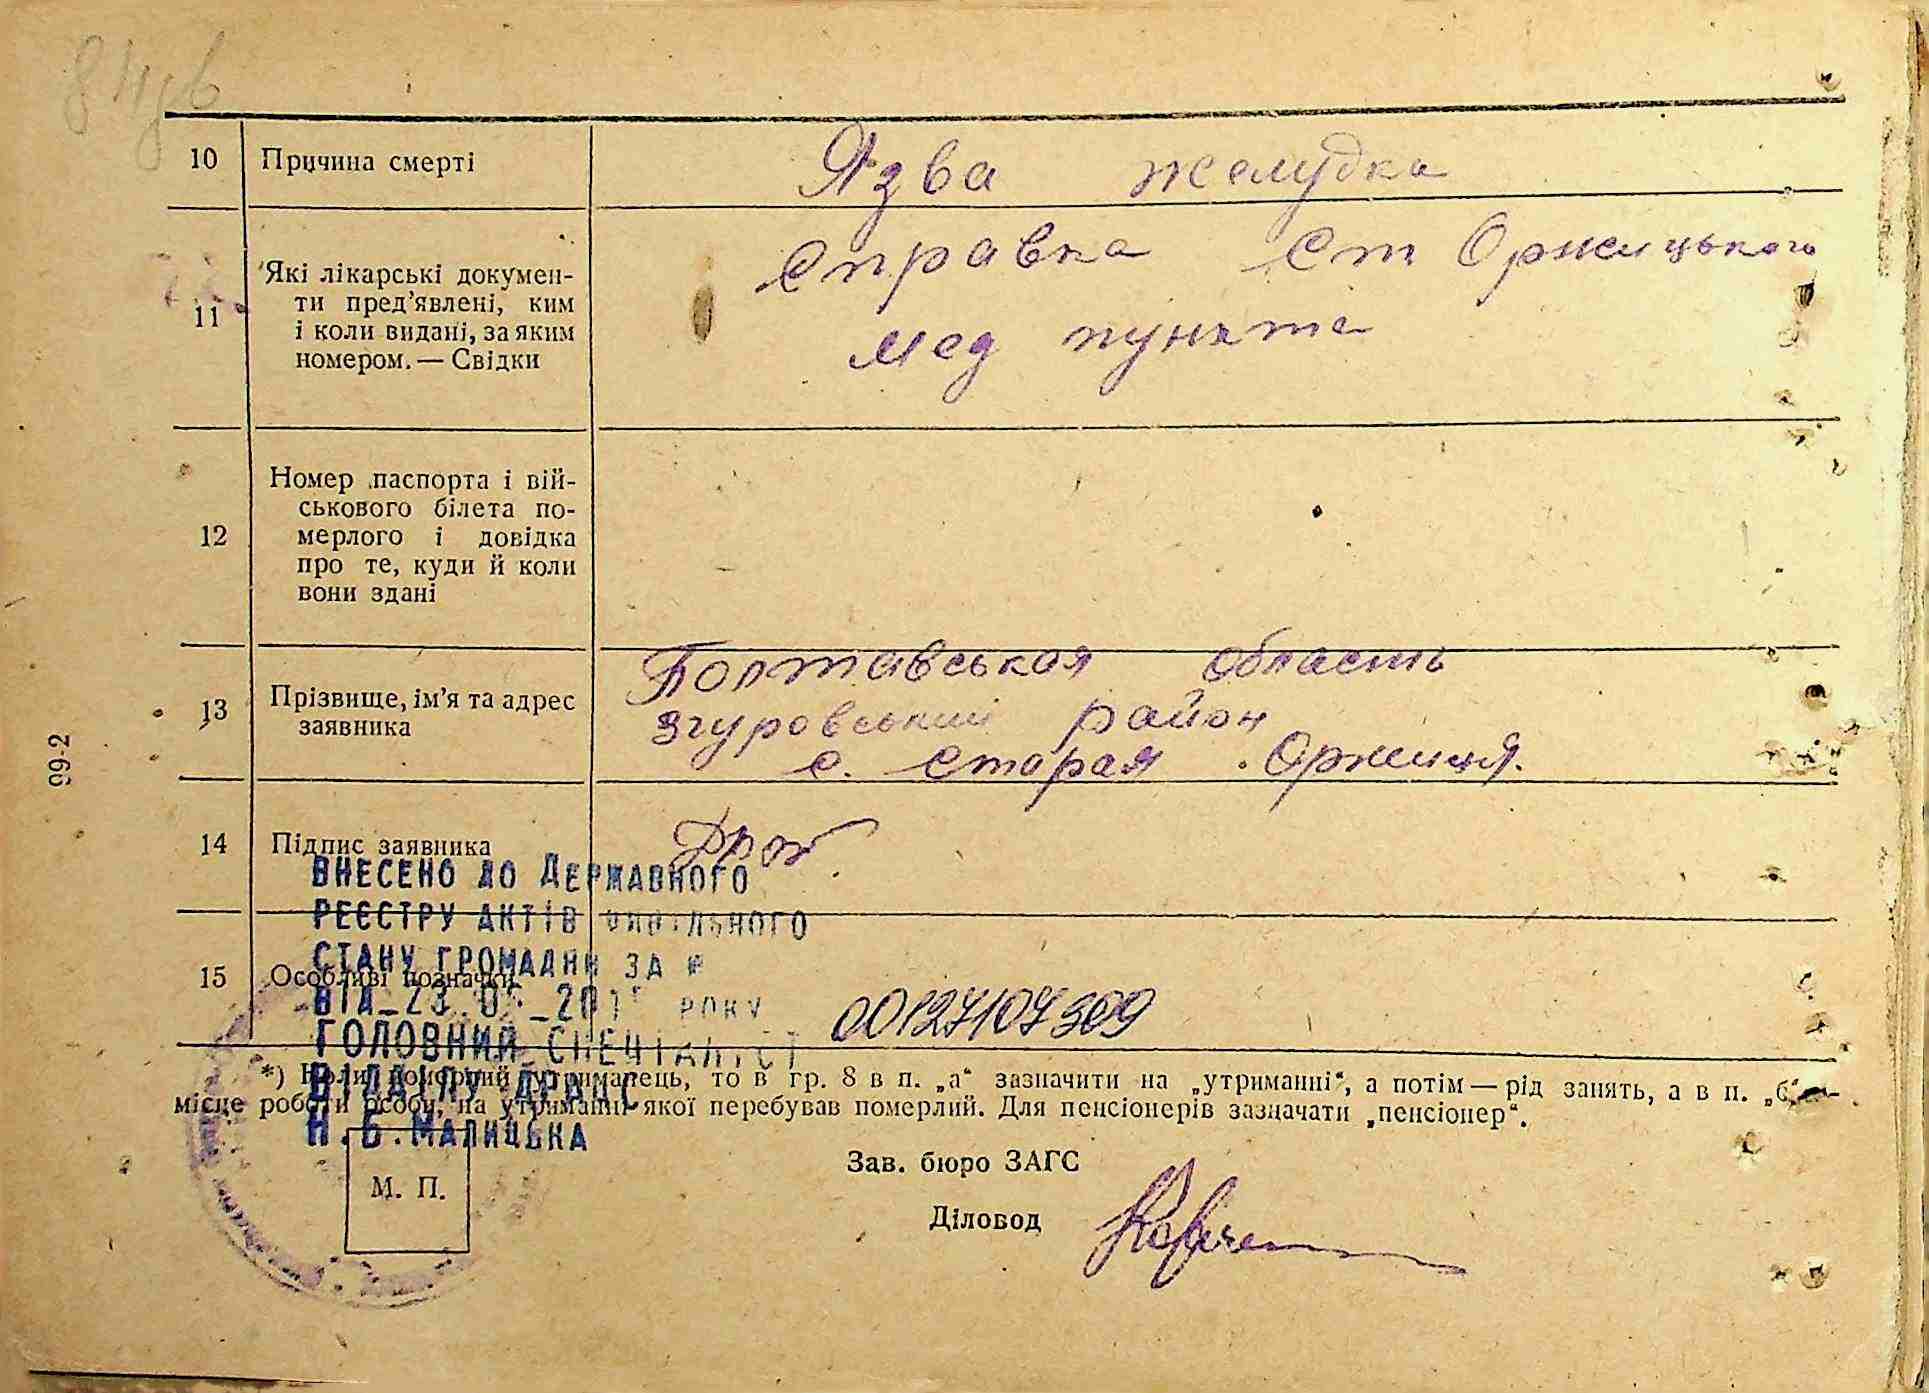 10 Причина смерті Язва желудка
11 Які лікарські докумен-
ти пред'явлені, ким
і коли видані, за яким
номером. — Свідки
Справка Ст Оржицького
мед пункта
12 Номер паспорта і вій-
ськового білета по-
мерлого і довідка
про те, куди й коли
вони здані
13 Прізвище, ім'я та адрес
заявника
Полтавськая область
Згуровський район
с. Старая Оржиця.
99-2
14 Підпис заявника
ВНЕСЕНО ДО ДЕРЖАВНОГО
РЕЄСТРУ АКТІВ ЦИВІЛЬНОГО
СТАНУ ГРОМАДЯН ЗА №
15 Особливі позначки
ВІД РОКУ
00127107309
ГОЛОВНИЙ СПЕЦІАЛІСТ
ВІДДІЛУ ДРАЦС
Н.Б.МАЛИЦЬКА
*) Коли померлий утриманець, то в гр. 8 в п. „а“ зазначити на „утриманні“, а потім — рід занять, а в п.
місце роботи особи, на утриманні якої перебував померлий. Для пенсіонерів зазначати „пенсіонер“.
Зав. бюро ЗАГС
М. П.
Діловод